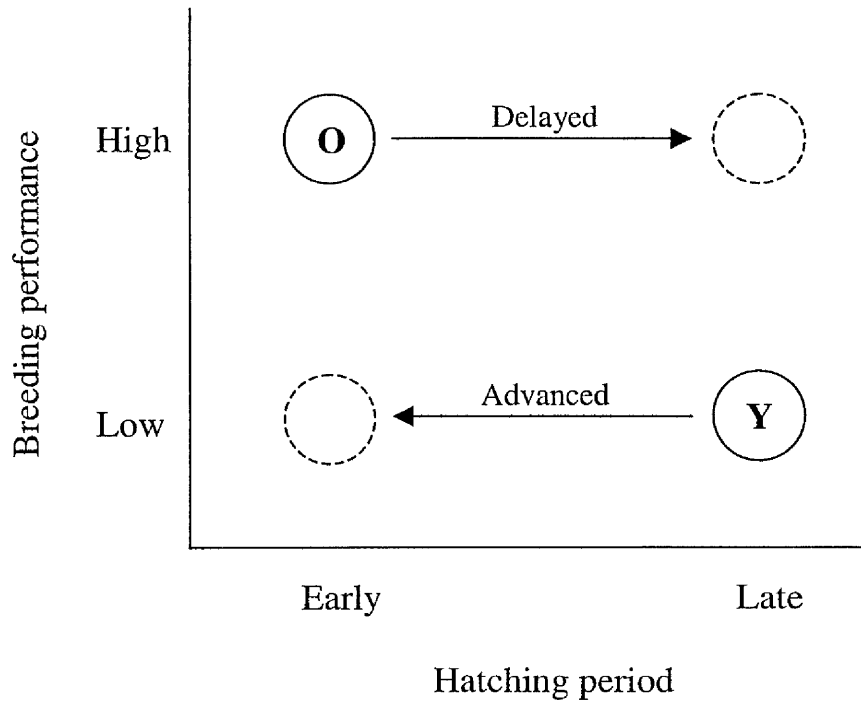 Breeding performance
High
O
Delayed
Low
Advanced
Y
Early
Late
Hatching period